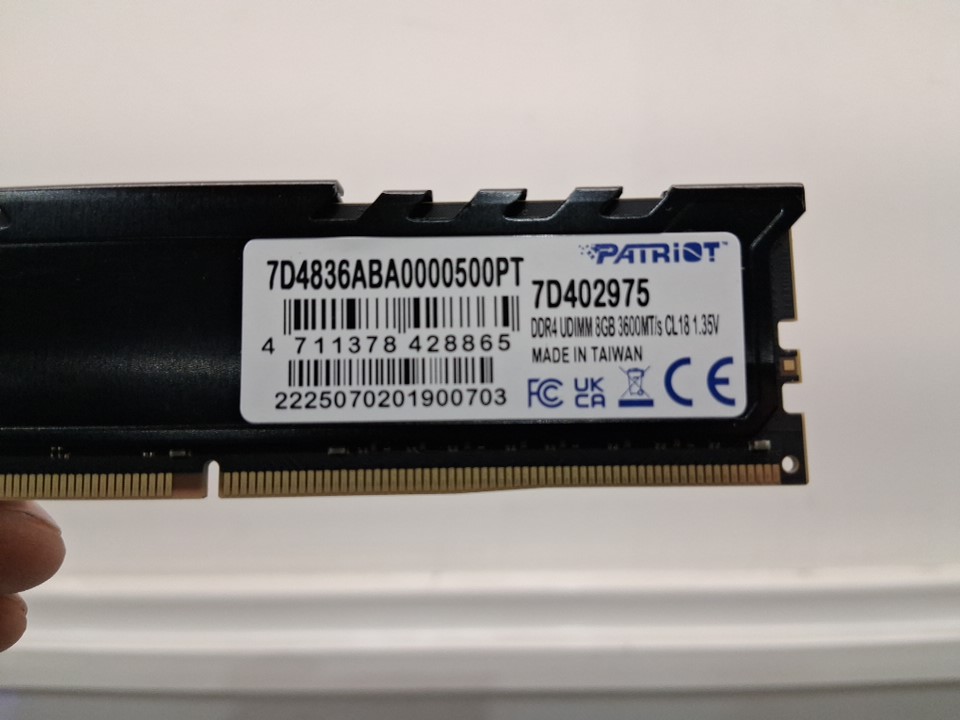 PATRIOT™
7D4836ABA0000500PT
7D402975
DDR4 UDIMM 8GB 3600MT/s CL18 1.35V
4 711378 428865
MADE IN TAIWAN
2225070201900703
FC
UK
CA
CE